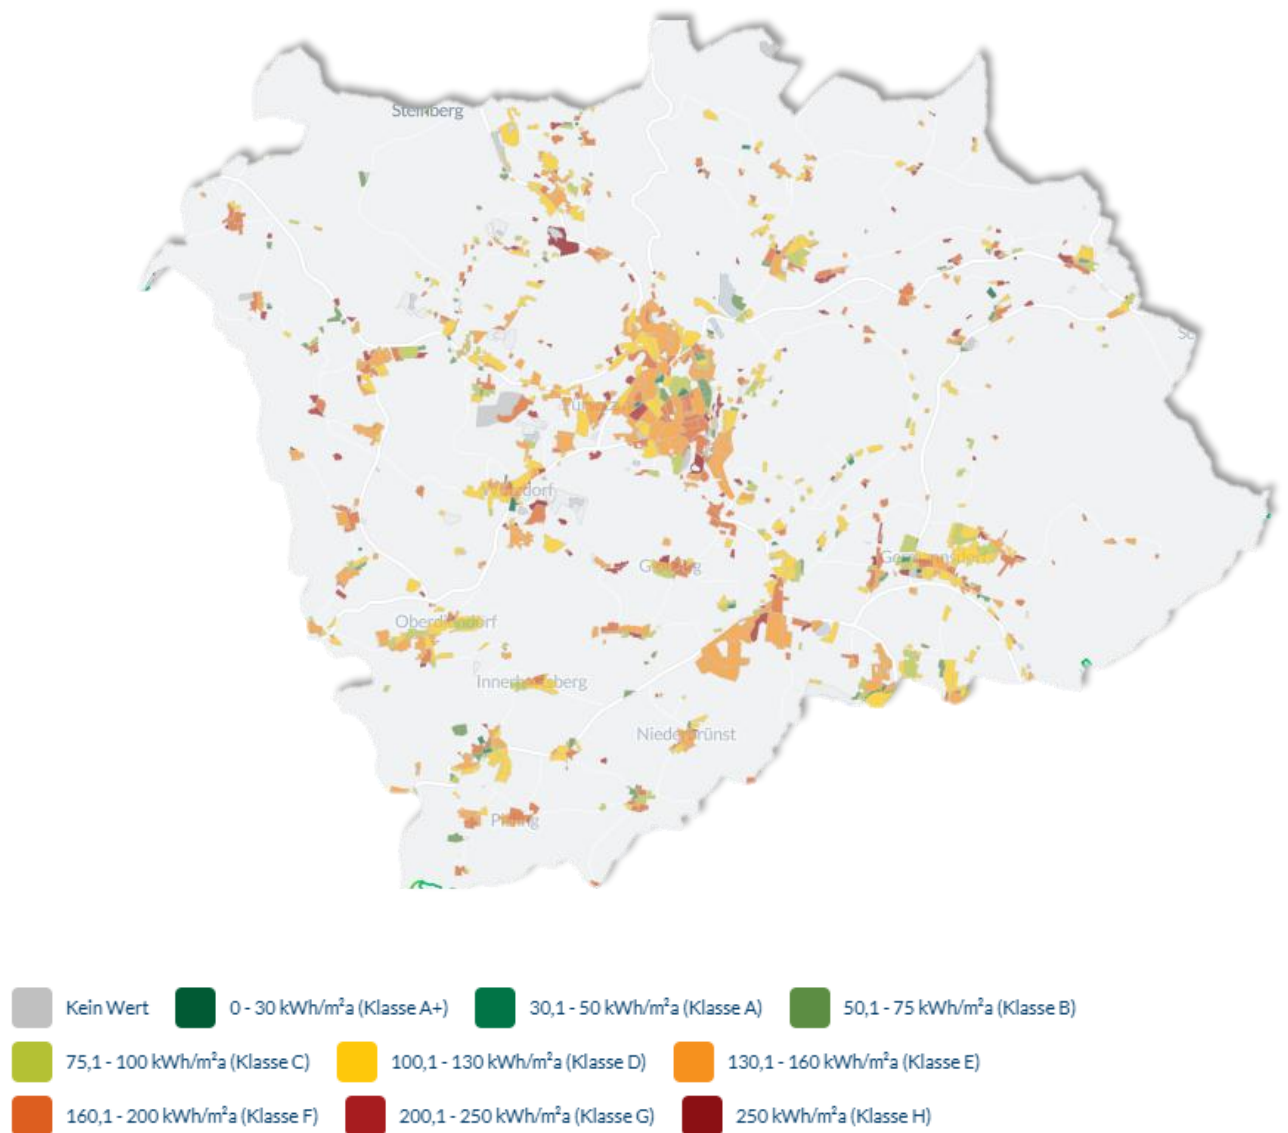 Steinberg
Oberdiendorf
Niederbrünst
Kein Wert
0 - 30 kWh/m²a (Klasse A+)
30,1 - 50 kWh/m²a (Klasse A)
50,1 - 75 kWh/m²a (Klasse B)
75,1 - 100 kWh/m²a (Klasse C)
100,1 - 130 kWh/m²a (Klasse D)
130,1 - 160 kWh/m²a (Klasse E)
160,1 - 200 kWh/m²a (Klasse F)
200,1 - 250 kWh/m²a (Klasse G)
250 kWh/m²a (Klasse H)